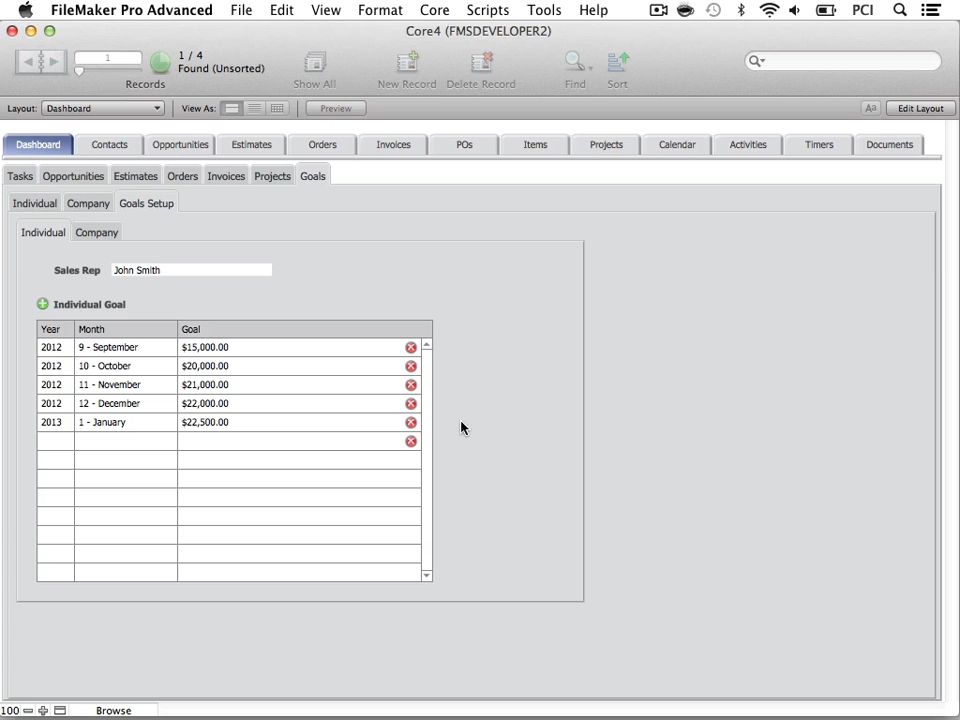 FileMaker Pro Advanced File Edit View Format Core Scripts Tools Help PCI
Core4 (FMSDEVELOPER2)
1
1 / 4
Found (Unsorted)
Records
Show All
New Record
Delete Record
Find
Sort
Layout: Dashboard View As: Preview Aa Edit Layout
Dashboard Contacts Opportunities Estimates Orders Invoices POs Items Projects Calendar Activities Timers Documents
Tasks Opportunities Estimates Orders Invoices Projects Goals
Individual Company Goals Setup
Individual Company
Sales Rep John Smith
Individual Goal
Year Month Goal
2012 9 - September $15,000.00
2012 10 - October $20,000.00
2012 11 - November $21,000.00
2012 12 - December $22,000.00
2013 1 - January $22,500.00
100 Browse